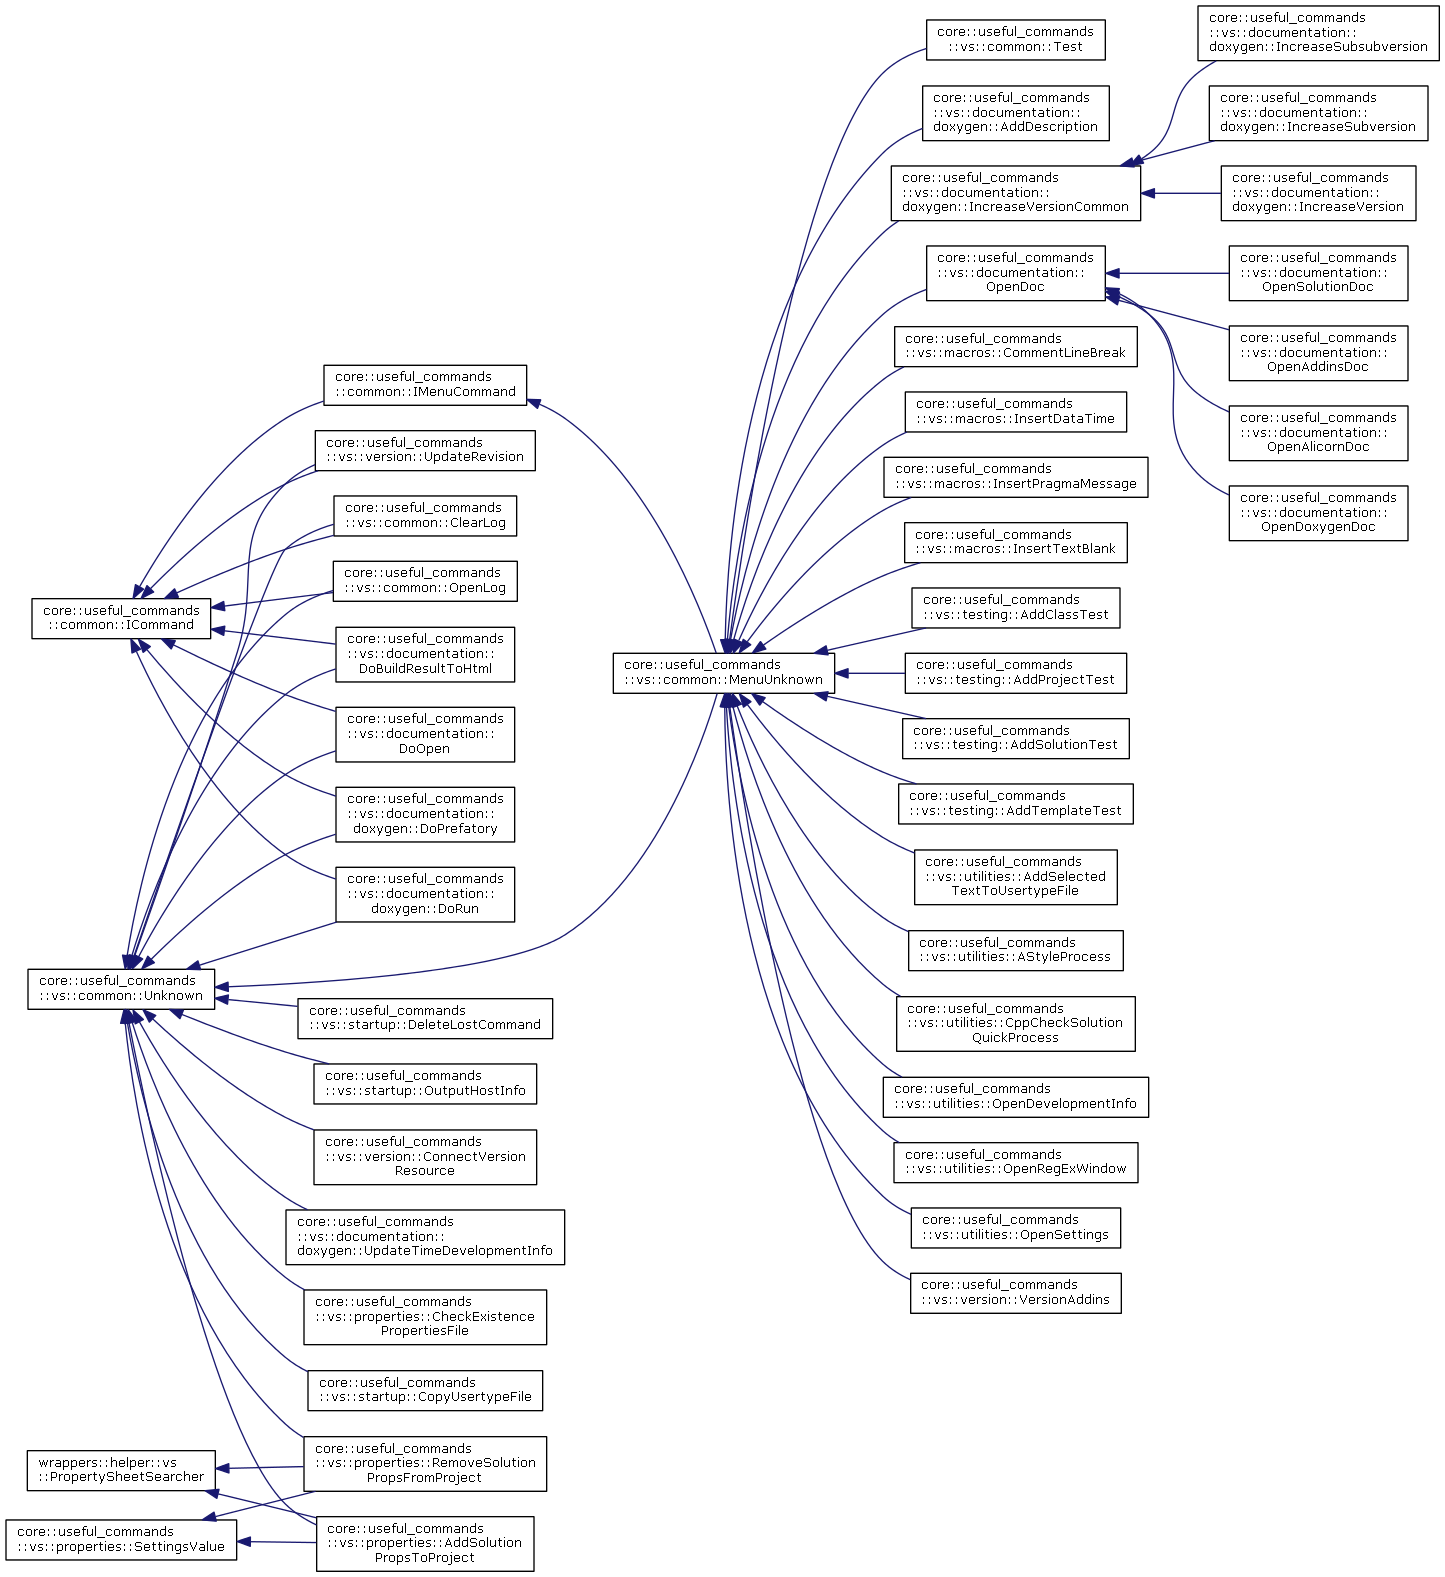 core::useful_commands
::vs::common::Test
core::useful_commands
::vs::documentation::
doxygen::AddDescription
core::useful_commands
::vs::documentation::
doxygen::IncreaseVersionCommon
core::useful_commands
::vs::documentation::
OpenDoc
core::useful_commands
::vs::macros::CommentLineBreak
core::useful_commands
::vs::macros::InsertDataTime
core::useful_commands
::vs::macros::InsertPragmaMessage
core::useful_commands
::vs::macros::InsertTextBlank
core::useful_commands
::vs::testing::AddClassTest
core::useful_commands
::vs::testing::AddProjectTest
core::useful_commands
::vs::testing::AddSolutionTest
core::useful_commands
::vs::testing::AddTemplateTest
core::useful_commands
::vs::utilities::AddSelected
TextToUsertypeFile
core::useful_commands
::vs::utilities::AStyleProcess
core::useful_commands
::vs::utilities::CppCheckSolution
QuickProcess
core::useful_commands
::vs::utilities::OpenDevelopmentInfo
core::useful_commands
::vs::utilities::OpenRegExWindow
core::useful_commands
::vs::utilities::OpenSettings
core::useful_commands
::vs::version::VersionAddins
core::useful_commands
::vs::documentation::
doxygen::IncreaseSubsubversion
core::useful_commands
::vs::documentation::
doxygen::IncreaseSubversion
core::useful_commands
::vs::documentation::
doxygen::IncreaseVersion
core::useful_commands
::vs::documentation::
OpenSolutionDoc
core::useful_commands
::vs::documentation::
OpenAddinsDoc
core::useful_commands
::vs::documentation::
OpenAlicornDoc
core::useful_commands
::vs::documentation::
OpenDoxygenDoc
core::useful_commands
::common::IMenuCommand
core::useful_commands
::vs::version::UpdateRevision
core::useful_commands
::vs::common::ClearLog
core::useful_commands
::vs::common::OpenLog
core::useful_commands
::vs::documentation::
DoBuildResultToHtml
core::useful_commands
::vs::documentation::
DoOpen
core::useful_commands
::vs::documentation::
doxygen::DoPrefatory
core::useful_commands
::vs::documentation::
doxygen::DoRun
core::useful_commands
::common::ICommand
core::useful_commands
::vs::common::MenuUnknown
core::useful_commands
::vs::common::Unknown
core::useful_commands
::vs::startup::DeleteLostCommand
core::useful_commands
::vs::startup::OutputHostInfo
core::useful_commands
::vs::version::ConnectVersion
Resource
core::useful_commands
::vs::documentation::
doxygen::UpdateTimeDevelopmentInfo
core::useful_commands
::vs::properties::CheckExistence
PropertiesFile
core::useful_commands
::vs::startup::CopyUsertypeFile
core::useful_commands
::vs::properties::RemoveSolution
PropsFromProject
core::useful_commands
::vs::properties::AddSolution
PropsToProject
wrappers::helper::vs
::PropertySheetSearcher
core::useful_commands
::vs::properties::SettingsValue